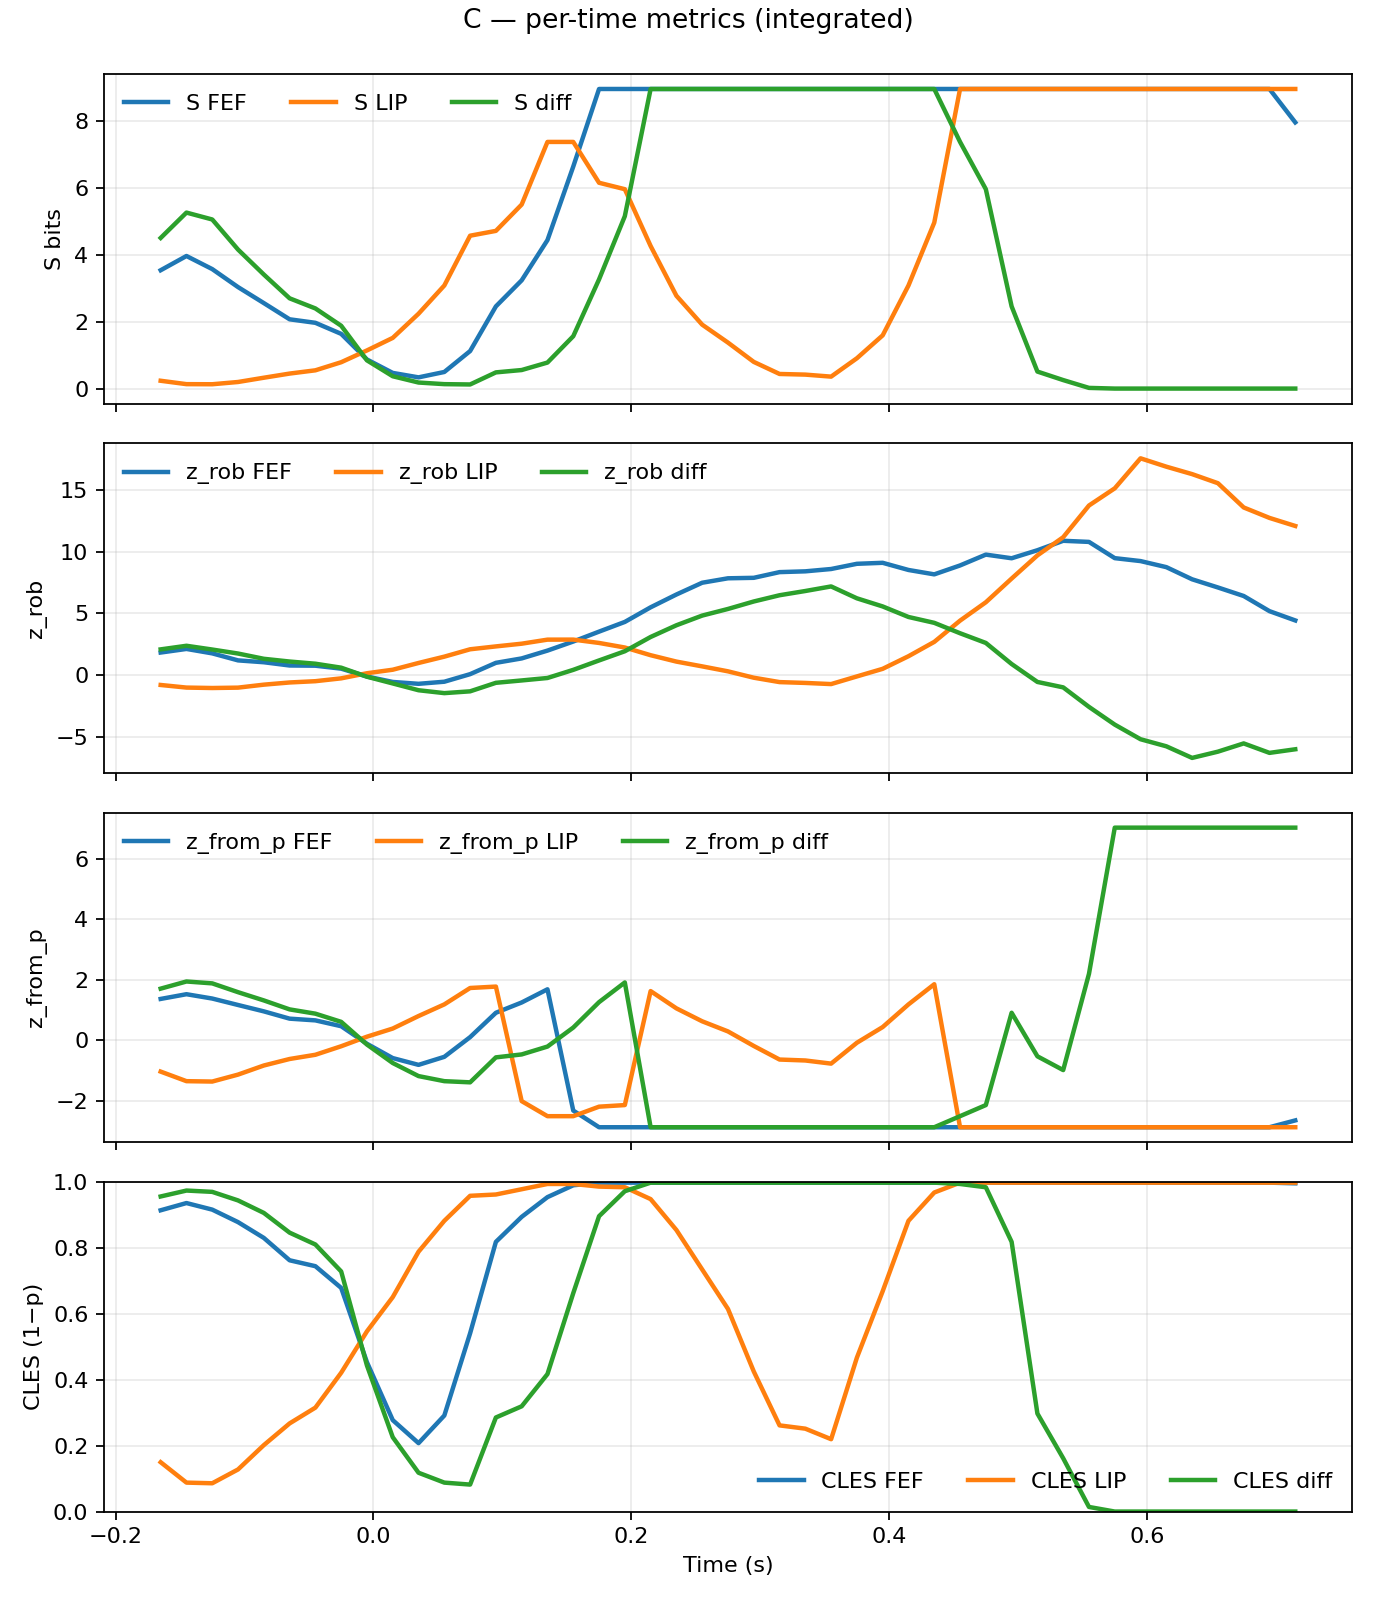 C — per-time metrics (integrated)
S FEF S LIP S diff
8
6
4
2
0
S bits
z_rob FEF z_rob LIP z_rob diff
15
10
5
0
−5
z_rob
z_from_p FEF z_from_p LIP z_from_p diff
6
4
2
0
−2
z_from_p
1.0
0.8
0.6
0.4
0.2
0.0
CLES (1−p)
CLES FEF CLES LIP CLES diff
−0.2 0.0 0.2 0.4 0.6
Time (s)